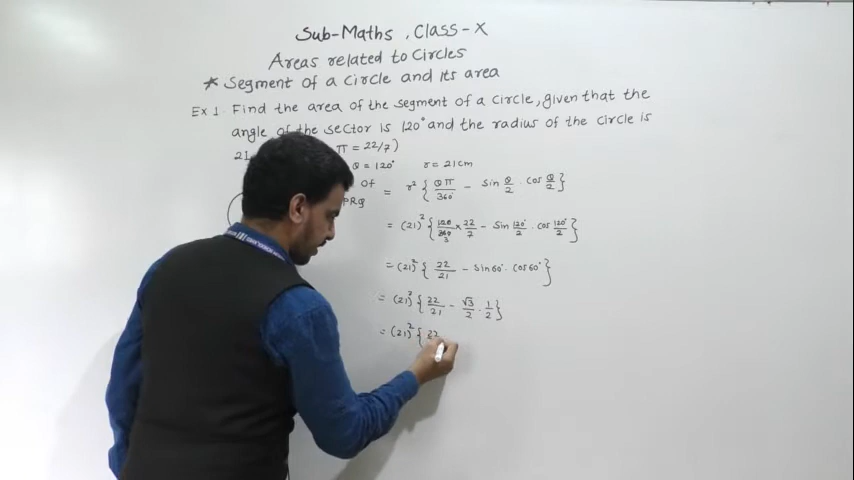 Sub-Maths, Class-X
Areas related to Circles
* Segment of a circle and its area
Ex 1. Find the area of the segment of a circle, given that the
angle of the sector is 120° and the radius of the circle is
21 π = 22/7)
θ = 120° r = 21cm
Of PRQ = r² { θπ/360° - sin θ/2 . cos θ/2 }
= (21)² { 120/360 3 × 22/7 - sin 120°/2 . cos 120°/2 }
= (21)² { 22/21 - sin60° . cos60° }
= (21)² { 22/21 - √3/2 . 1/2 }
= (21)² { 22